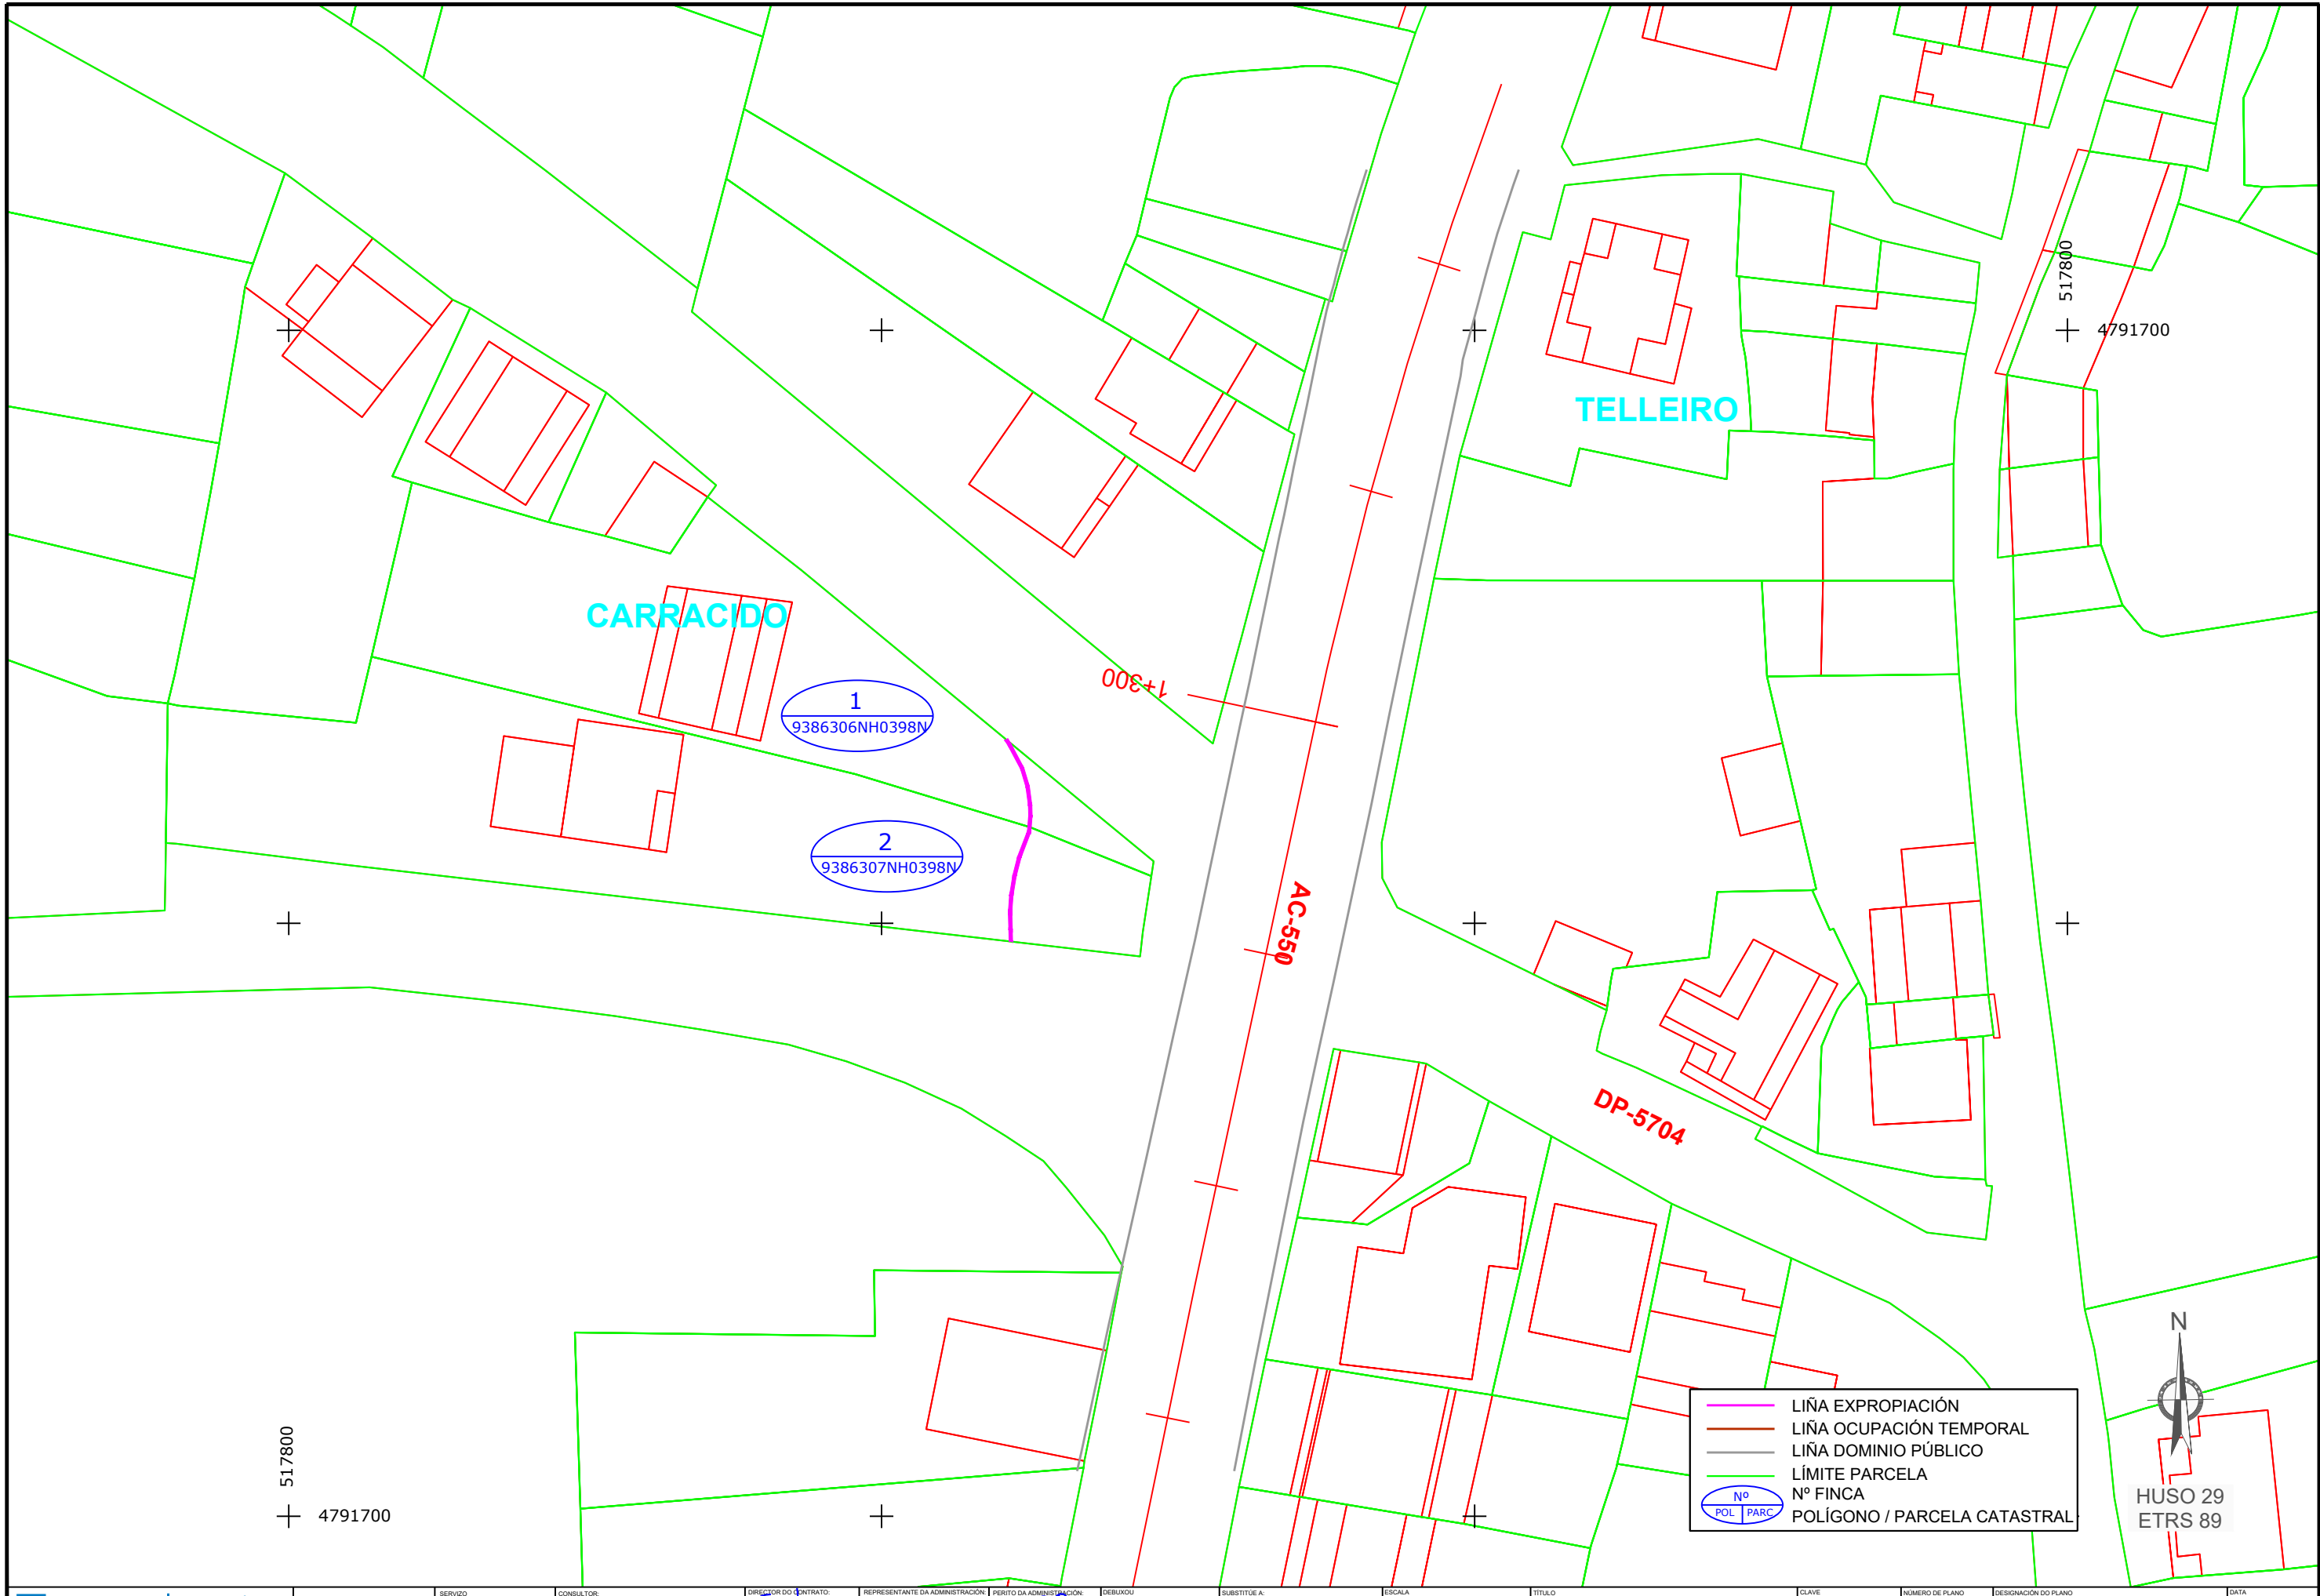 517800
4791700
TELLEIRO
CARRACIDO
1+300
1
9386306NH0398N
2
9386307NH0398N
AC-550
DP-5704
517800
4791700
N
HUSO 29
ETRS 89
LIÑA EXPROPIACIÓN
LIÑA OCUPACIÓN TEMPORAL
LIÑA DOMINIO PÚBLICO
LÍMITE PARCELA
Nº FINCA
POLÍGONO / PARCELA CATASTRAL
Nº
POL PARC
SERVIZO CONSULTOR: DIRECTOR DO CONTRATO: REPRESENTANTE DA ADMINISTRACIÓN: PERITO DA ADMINISTRACIÓN: DEBUXOU SUBSTITÚE A: ESCALA TÍTULO CLAVE NÚMERO DE PLANO DESIGNACIÓN DO PLANO DATA